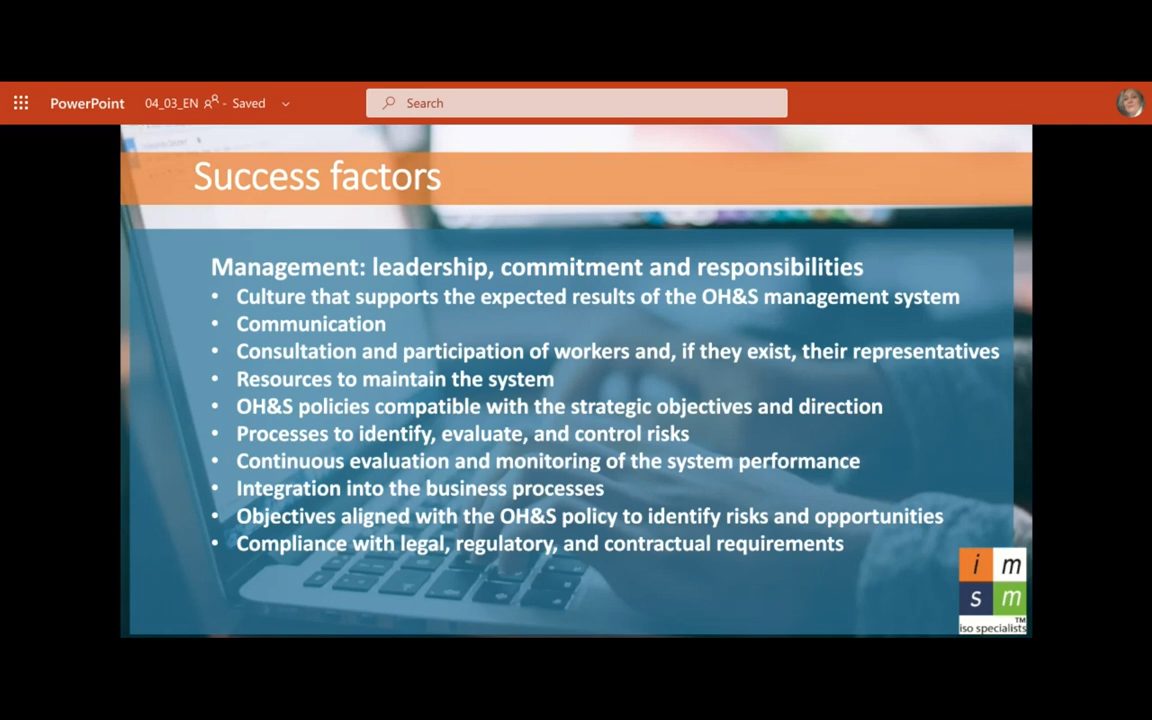 PowerPoint 04_03_EN - Saved Search
Success factors
Management: leadership, commitment and responsibilities
• Culture that supports the expected results of the OH&S management system
• Communication
• Consultation and participation of workers and, if they exist, their representatives
• Resources to maintain the system
• OH&S policies compatible with the strategic objectives and direction
• Processes to identify, evaluate, and control risks
• Continuous evaluation and monitoring of the system performance
• Integration into the business processes
• Objectives aligned with the OH&S policy to identify risks and opportunities
• Compliance with legal, regulatory, and contractual requirements
i m
s m
TM
iso specialists